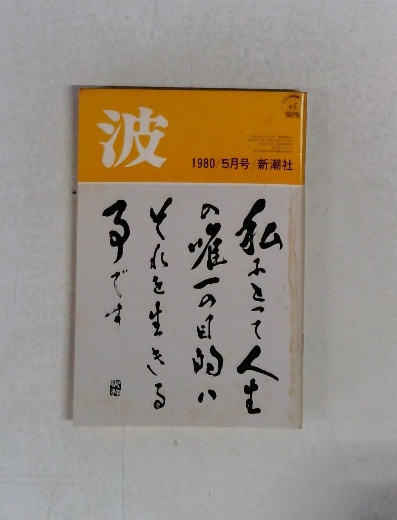 波
1980/5月号/新潮社
私にとって人生
の唯一の目的ハ
それを生きる
事です